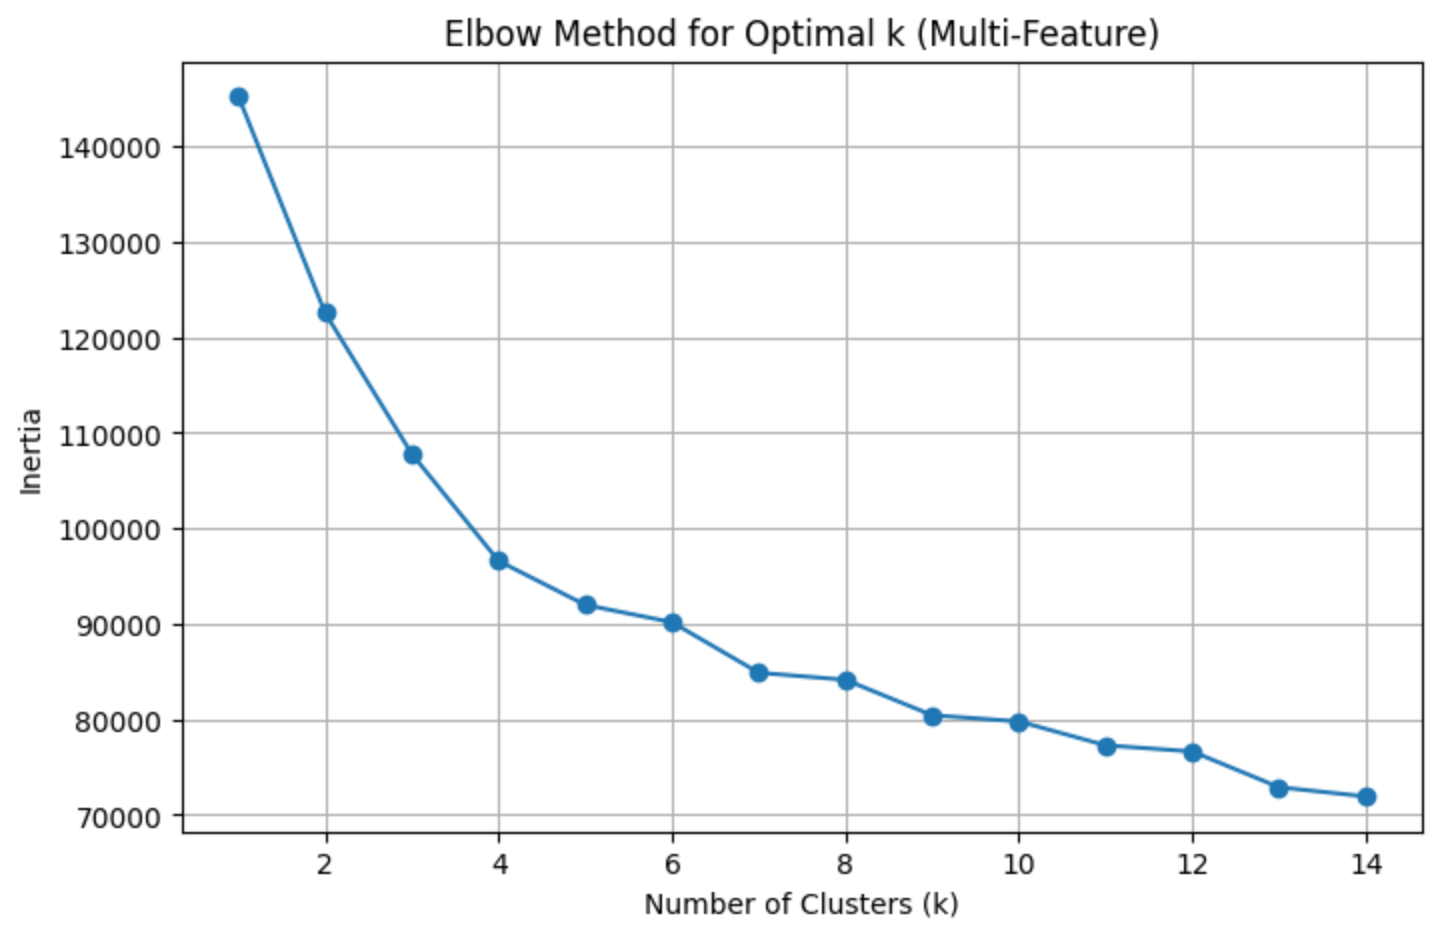 Elbow Method for Optimal k (Multi-Feature)
140000
130000
120000
110000
100000
90000
80000
70000
Inertia
2 4 6 8 10 12 14
Number of Clusters (k)